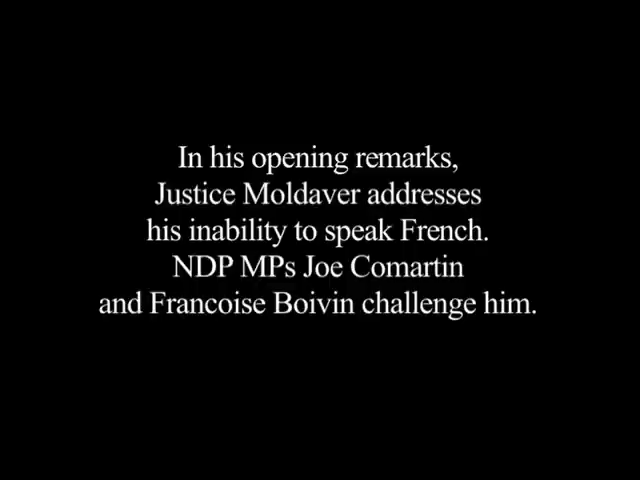 In his opening remarks,
Justice Moldaver addresses
his inability to speak French.
NDP MPs Joe Comartin
and Francoise Boivin challenge him.